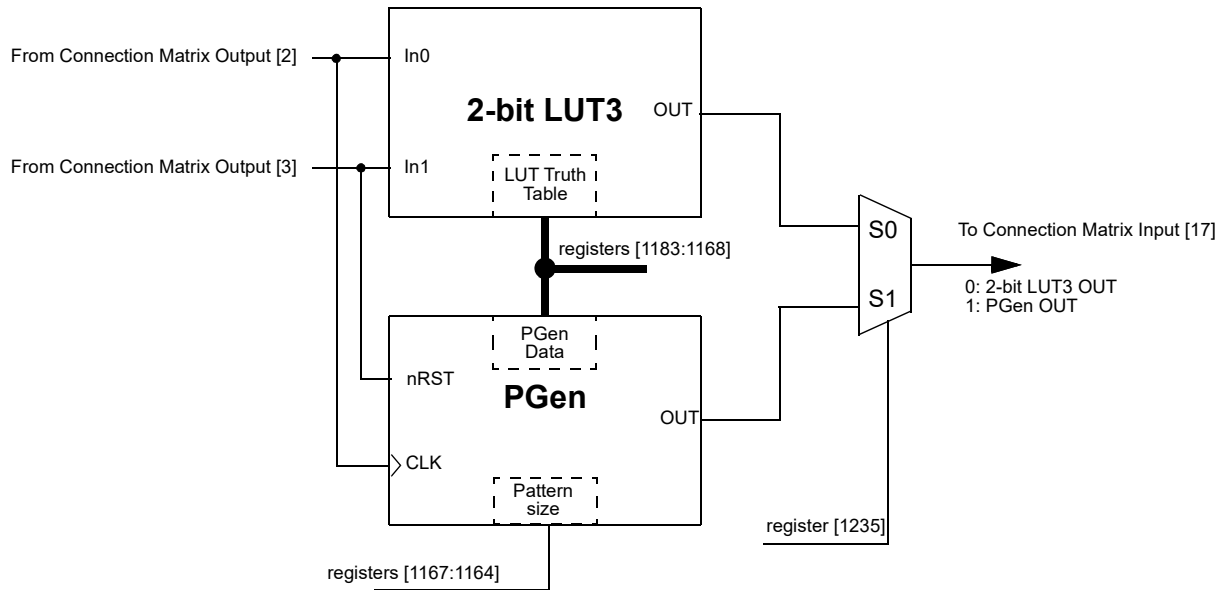 From Connection Matrix Output [2]
In0
2-bit LUT3
OUT
From Connection Matrix Output [3]
In1
LUT Truth
Table
registers [1183:1168]
S0
To Connection Matrix Input [17]
0: 2-bit LUT3 OUT
1: PGen OUT
S1
PGen
Data
nRST
PGen
OUT
CLK
Pattern
size
register [1235]
registers [1167:1164]